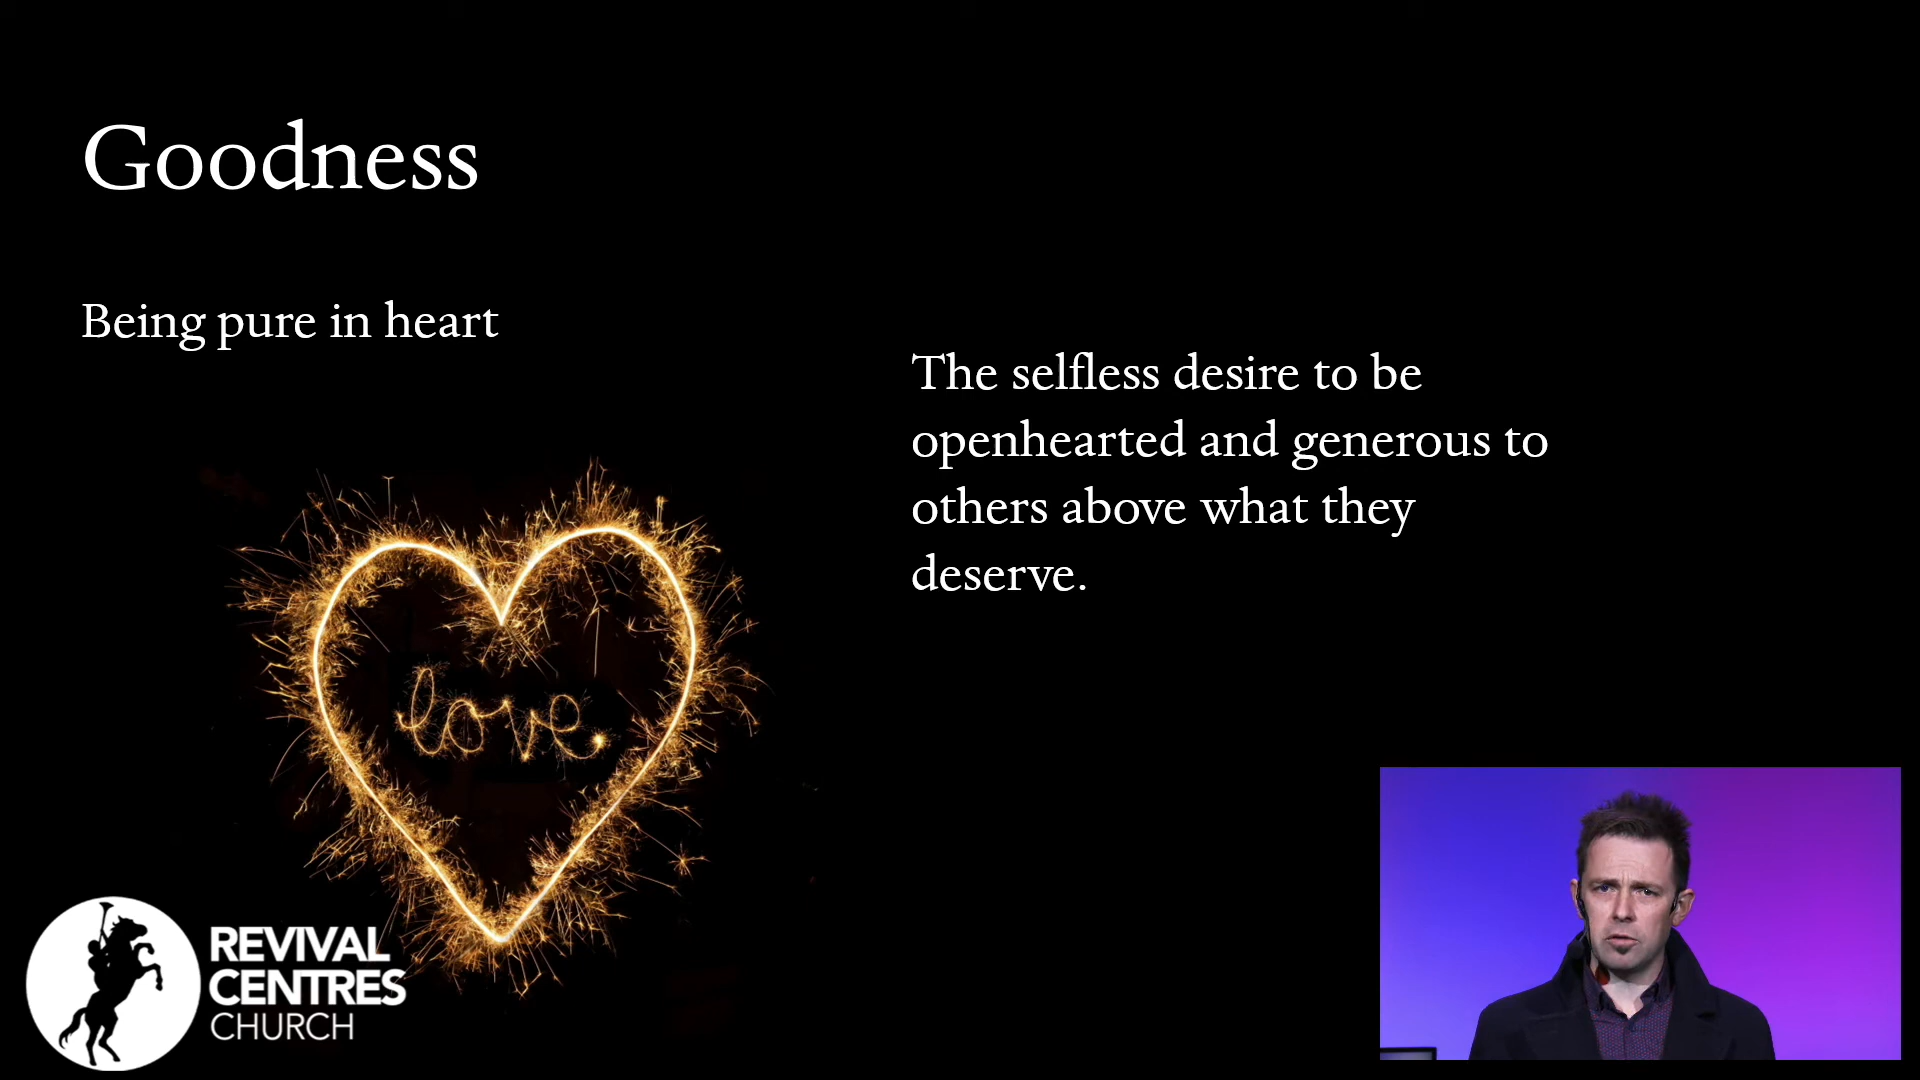 Goodness
Being pure in heart
The selfless desire to be
openhearted and generous to
others above what they
deserve.
love
REVIVAL
CENTRES
CHURCH